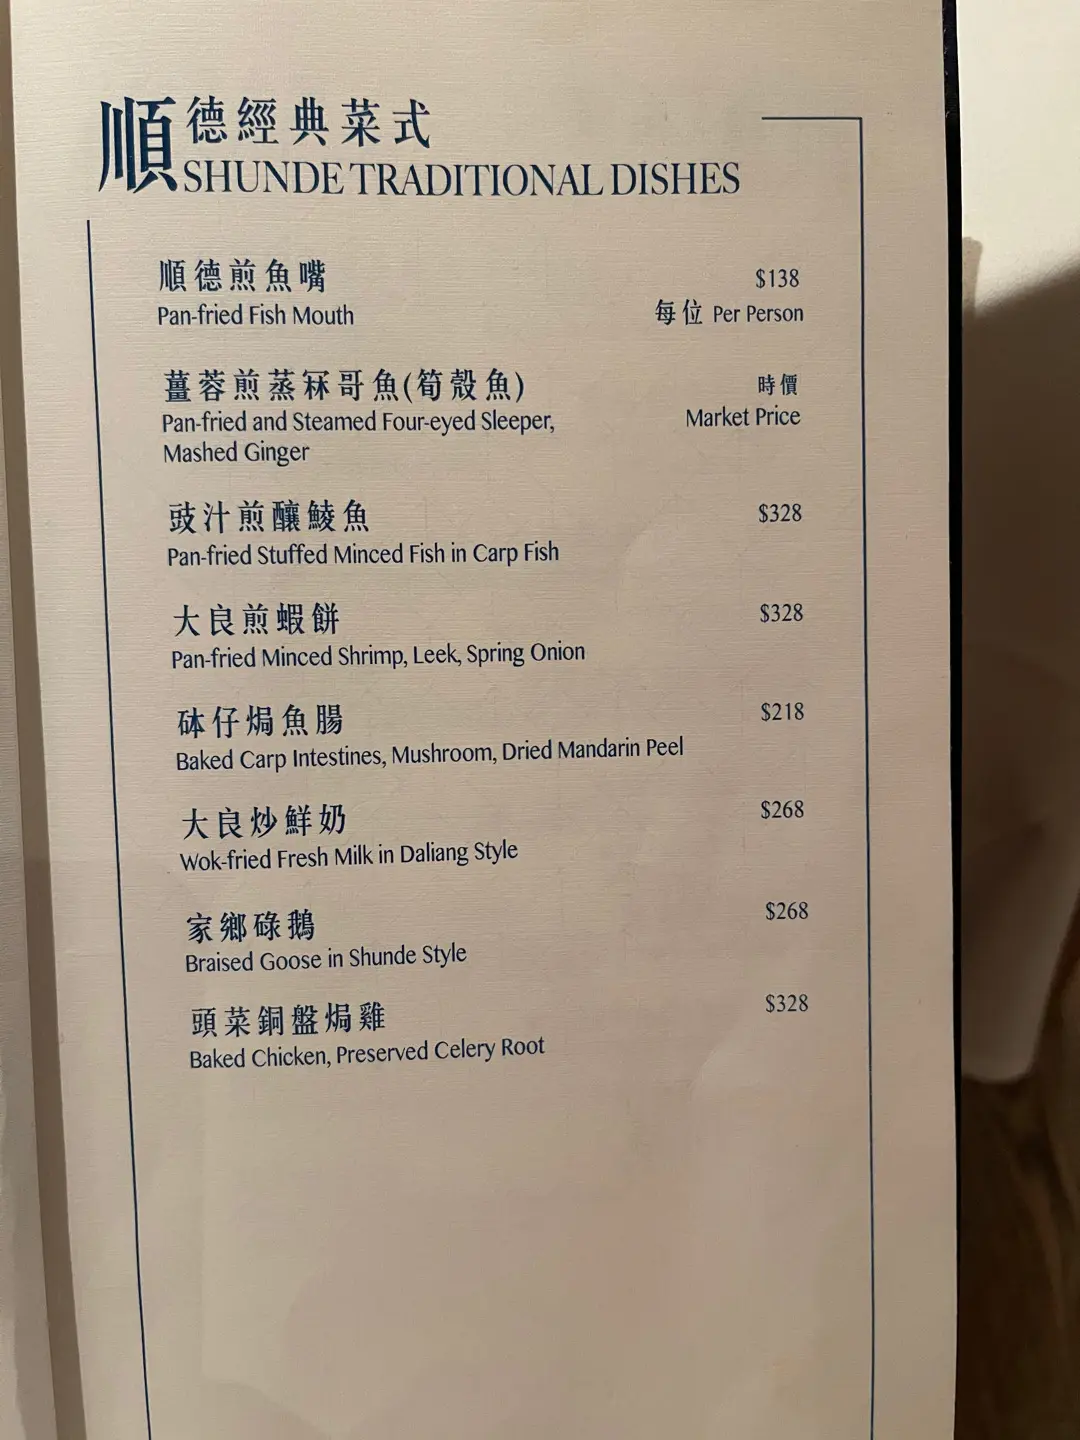 順德經典菜式
SHUNDE TRADITIONAL DISHES
順德煎魚嘴 $138
Pan-fried Fish Mouth 每位 Per Person
薑蓉煎蒸冧哥魚(筍殼魚) 時價
Pan-fried and Steamed Four-eyed Sleeper, Market Price
Mashed Ginger
豉汁煎釀鯪魚 $328
Pan-fried Stuffed Minced Fish in Carp Fish
大良煎蝦餅 $328
Pan-fried Minced Shrimp, Leek, Spring Onion
砵仔焗魚腸 $218
Baked Carp Intestines, Mushroom, Dried Mandarin Peel
大良炒鮮奶 $268
Wok-fried Fresh Milk in Daliang Style
家鄉碌鵝 $268
Braised Goose in Shunde Style
頭菜銅盤焗雞 $328
Baked Chicken, Preserved Celery Root